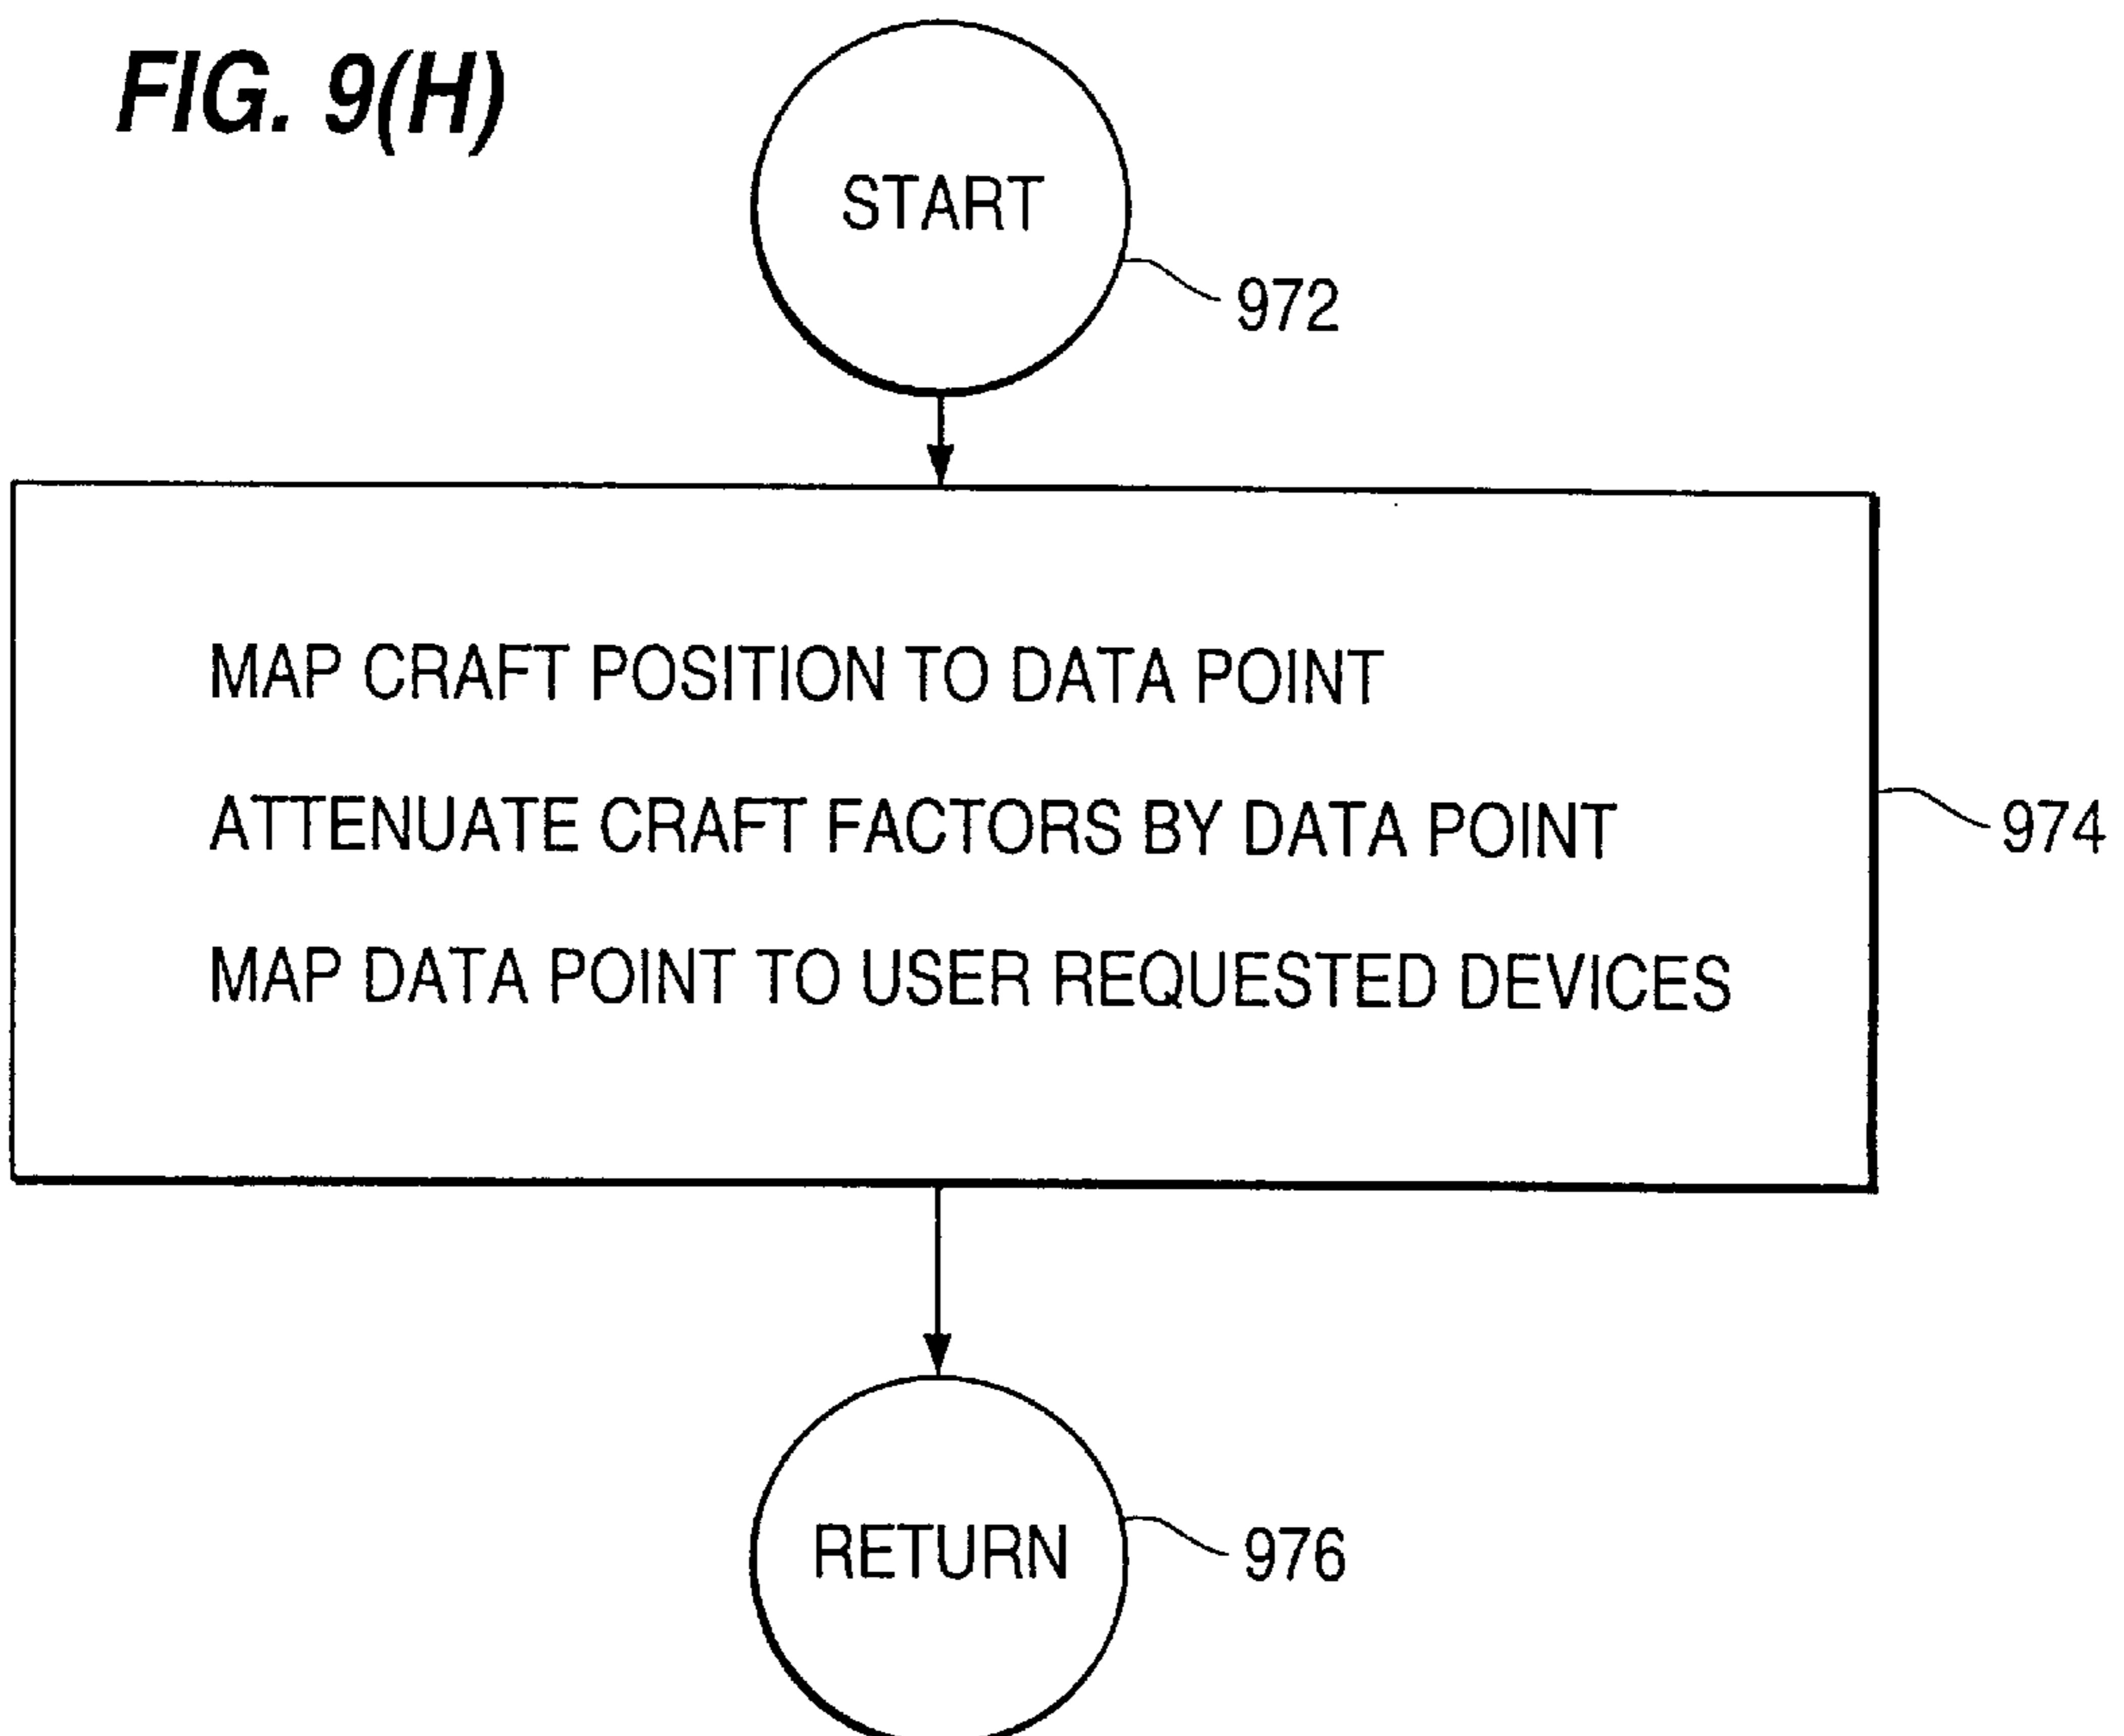 FIG. 9(H)
START
972
MAP CRAFT POSITION TO DATA POINT
ATTENUATE CRAFT FACTORS BY DATA POINT
MAP DATA POINT TO USER REQUESTED DEVICES
974
RETURN
976